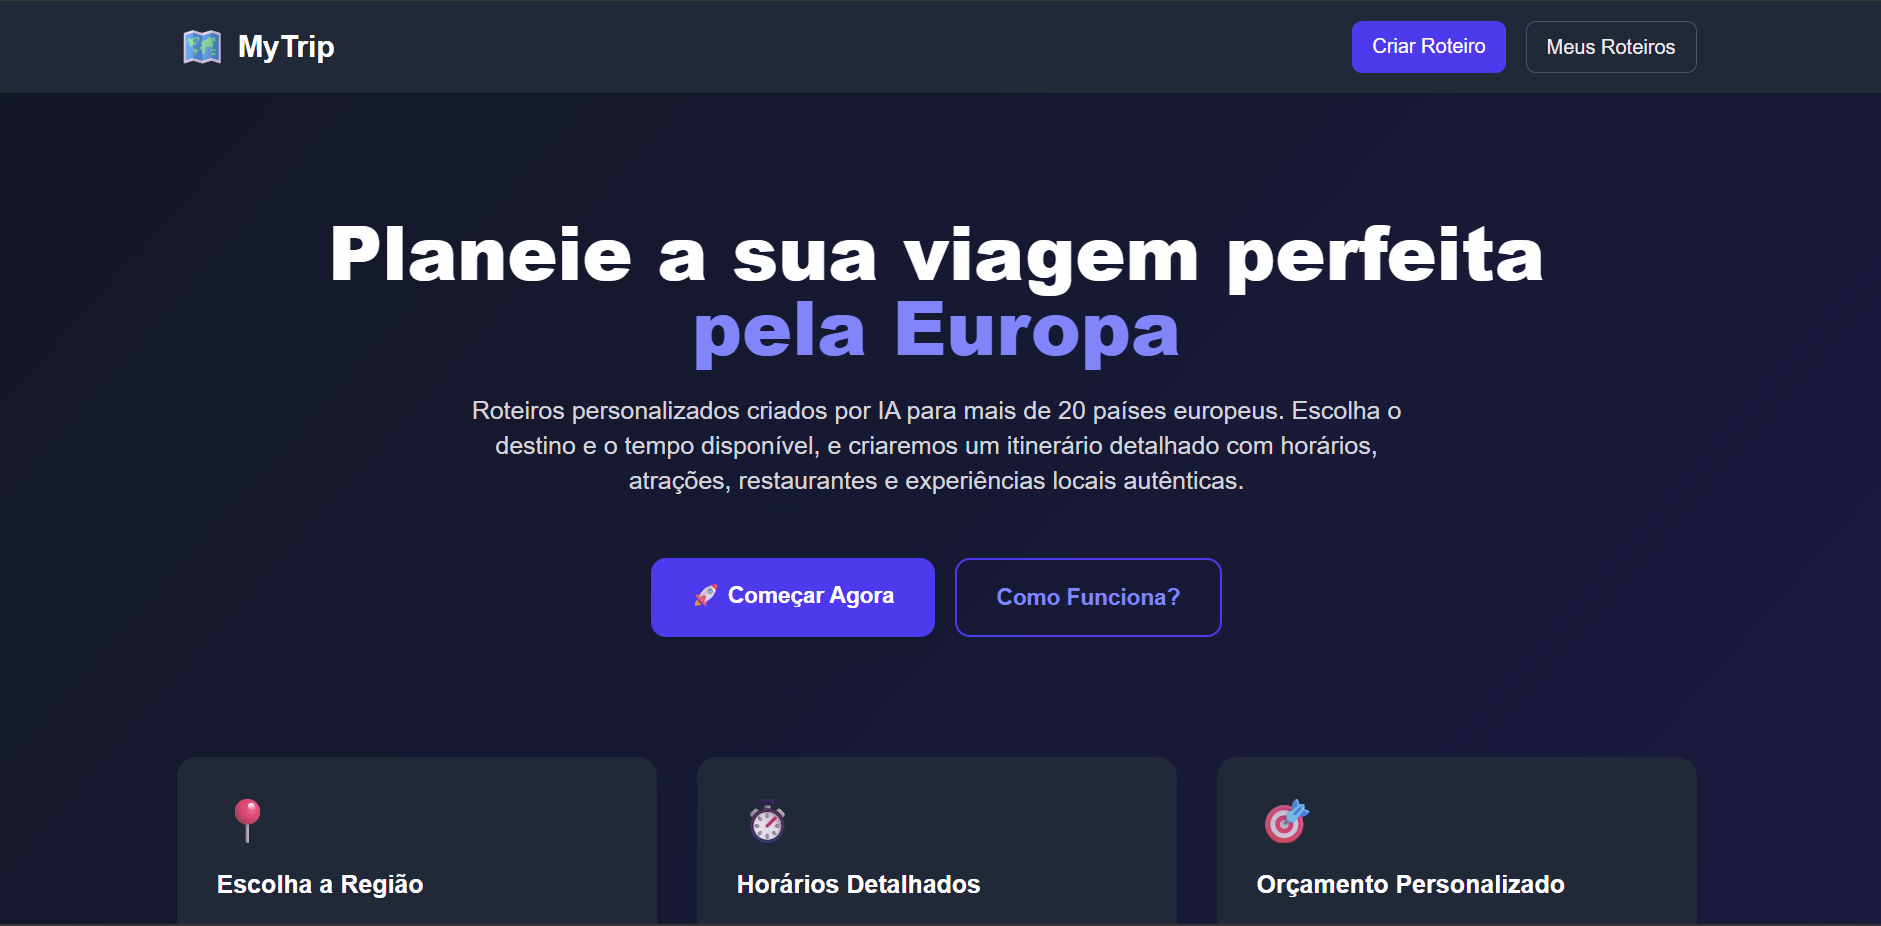 MyTrip
Criar Roteiro
Meus Roteiros
Planeie a sua viagem perfeita
pela Europa
Roteiros personalizados criados por IA para mais de 20 países europeus. Escolha o
destino e o tempo disponível, e criaremos um itinerário detalhado com horários,
atrações, restaurantes e experiências locais autênticas.
🚀 Começar Agora
Como Funciona?
Escolha a Região
Horários Detalhados
Orçamento Personalizado